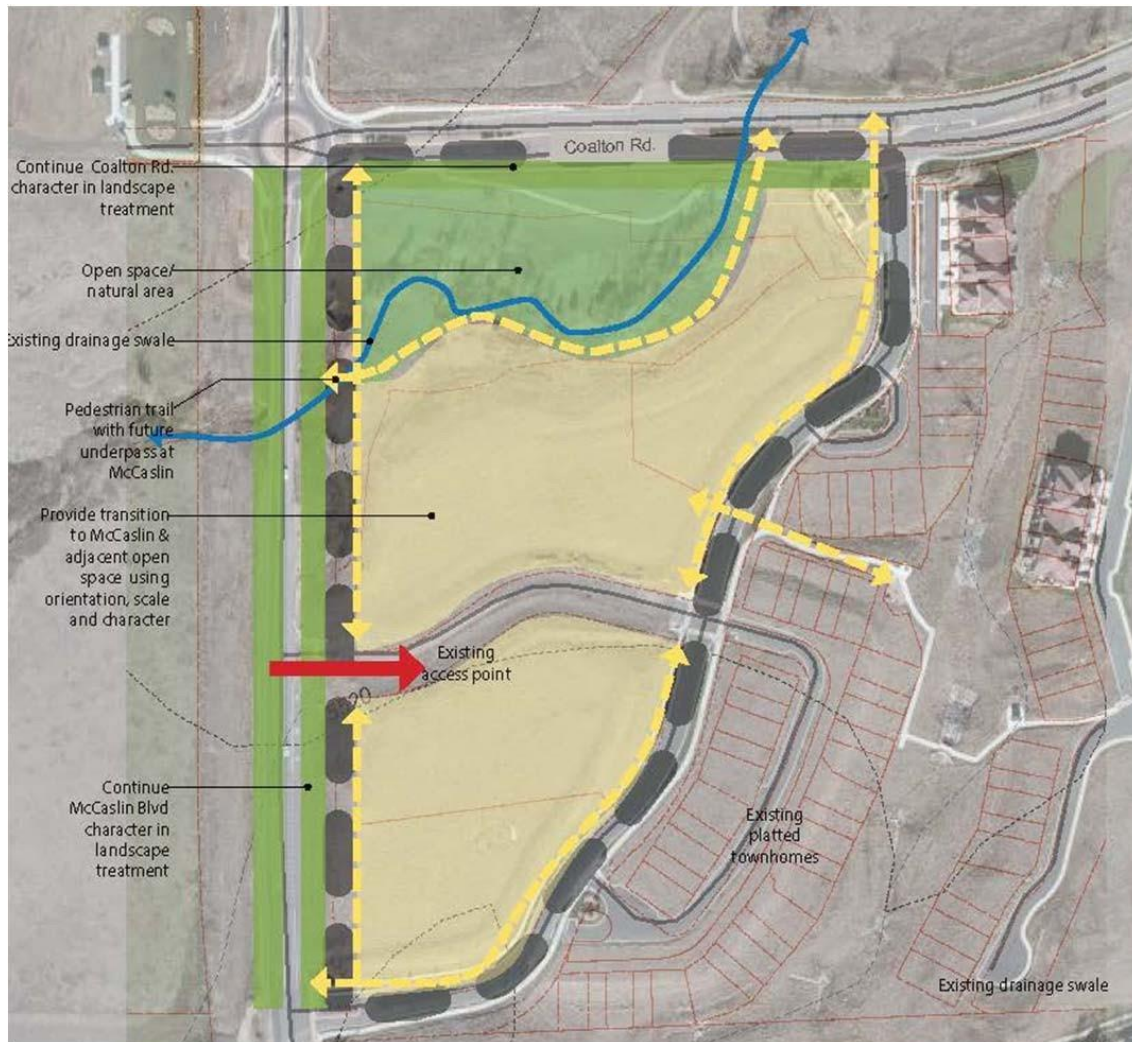 Coalton Rd.
Continue Coalton Rd.
character in landscape
treatment
Open space/
natural area
Existing drainage swale
Pedestrian trail
with future
underpass at
McCaslin
Provide transition
to McCaslin &
adjacent open
space using
orientation, scale
and character
Existing
access point
Continue
McCaslin Blvd
character in
landscape
treatment
Existing
platted
townhomes
Existing drainage swale